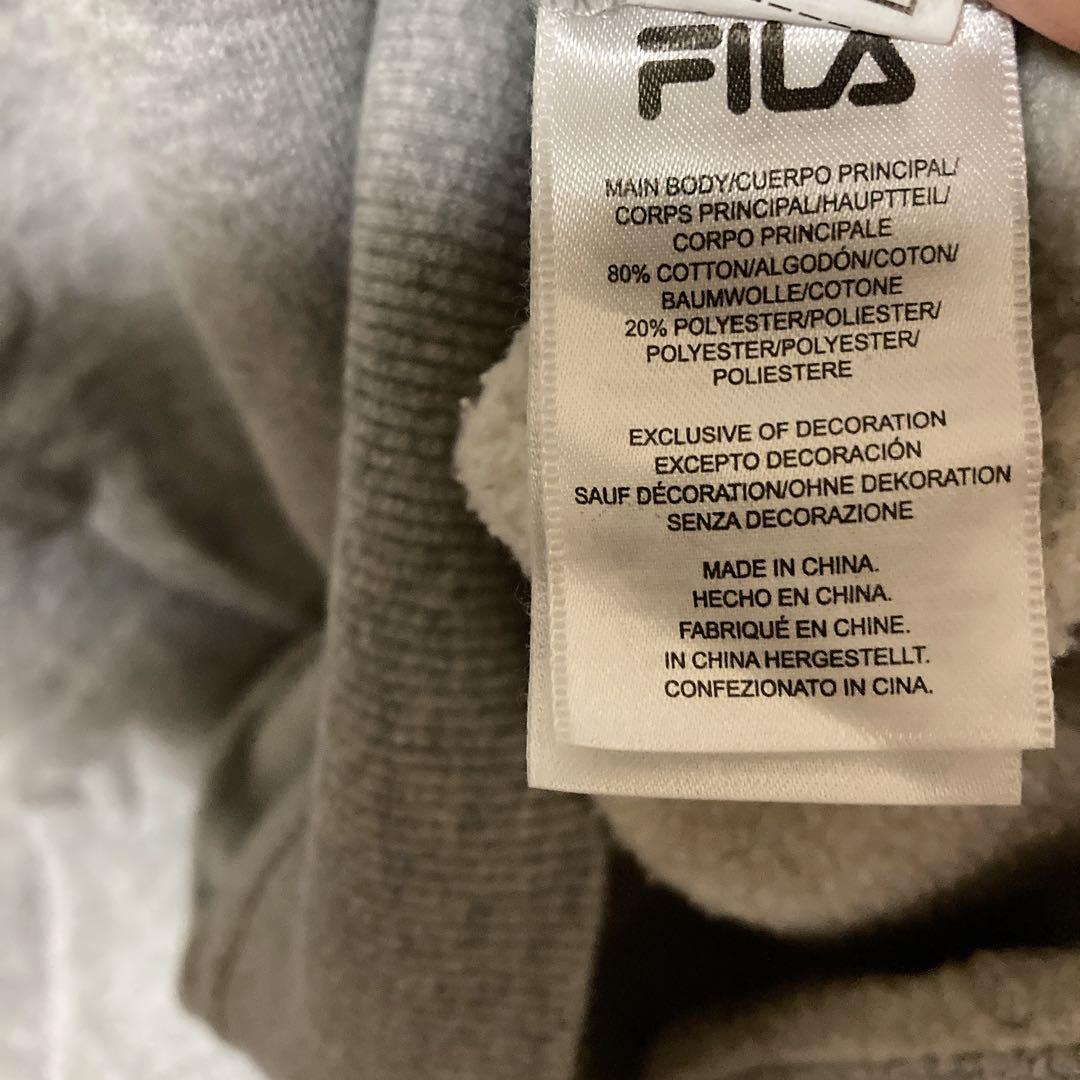 FILA
MAIN BODY/CUERPO PRINCIPAL/
CORPS PRINCIPAL/HAUPTTEIL/
CORPO PRINCIPALE
80% COTTON/ALGODÓN/COTON/
BAUMWOLLE/COTONE
20% POLYESTER/POLIESTER/
POLYESTER/POLYESTER/
POLIESTERE
EXCLUSIVE OF DECORATION
EXCEPTO DECORACIÓN
SAUF DÉCORATION/OHNE DEKORATION
SENZA DECORAZIONE
MADE IN CHINA.
HECHO EN CHINA.
FABRIQUÉ EN CHINE.
IN CHINA HERGESTELLT.
CONFEZIONATO IN CINA.